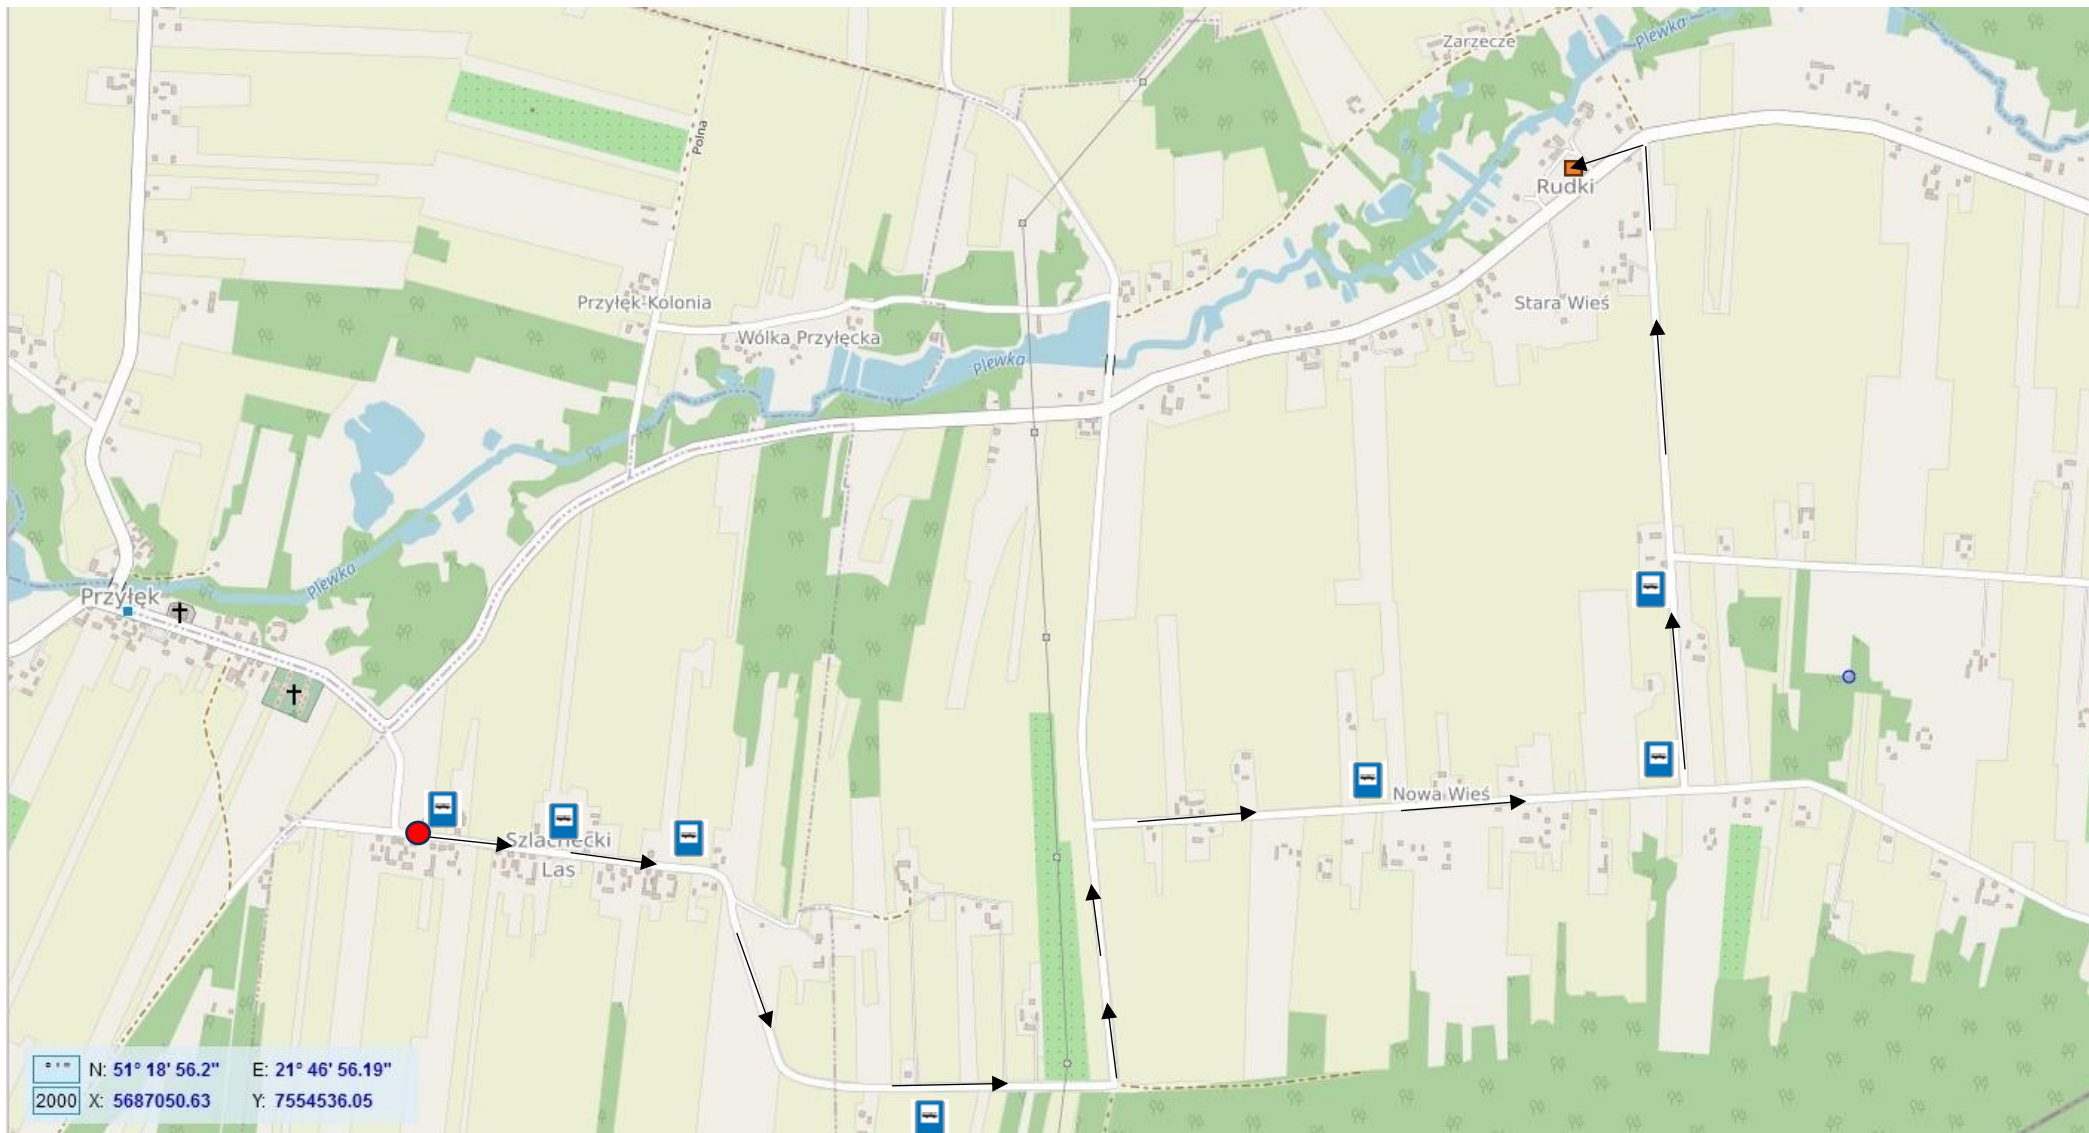 Zarzecze
Plewka
Polna
Rudki
Przyłęk-Kolonia
Stara Wieś
Wólka Przyłęcka
Plewka
Plewka
Przyłęk
Nowa Wieś
Szlachecki
Las
° ' " N: 51° 18' 56.2" E: 21° 46' 56.19"
2000 X: 5687050.63 Y: 7554536.05